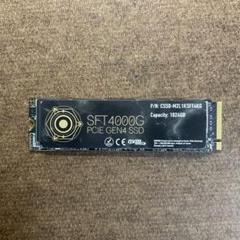 SFT4000G
PCIE GEN4 SSD
P/N: CSSD-M2L1KSFT4KG
Capacity: 1024GB